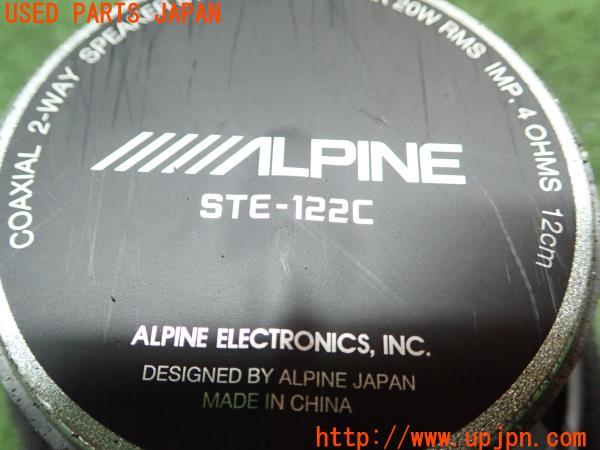 USED PARTS JAPAN
COAXIAL 2-WAY SPEAKER 20W RMS IMP. 4 OHMS 12cm
ALPINE
STE-122C
ALPINE ELECTRONICS, INC.
DESIGNED BY ALPINE JAPAN
MADE IN CHINA
http://www.upjpn.com